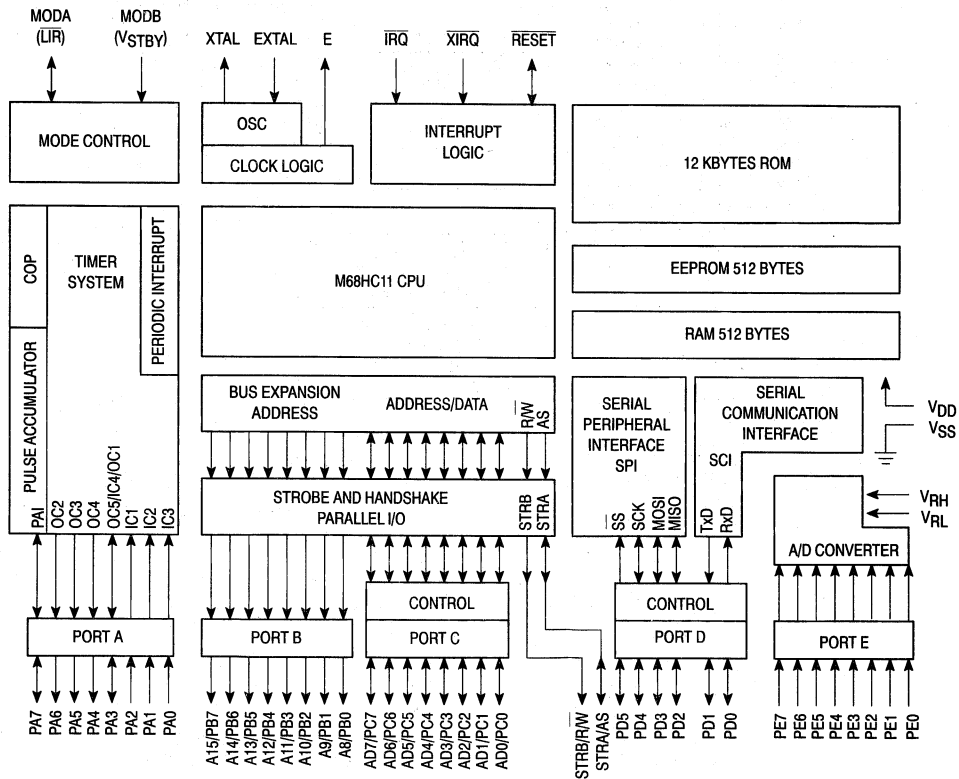 MODA
(LIR)
MODB
(VSTBY)
XTAL
EXTAL
E
IRQ
XIRQ
RESET
MODE CONTROL
OSC
CLOCK LOGIC
INTERRUPT
LOGIC
12 KBYTES ROM
COP
TIMER
SYSTEM
PERIODIC INTERRUPT
M68HC11 CPU
EEPROM 512 BYTES
RAM 512 BYTES
PULSE ACCUMULATOR
PAI
OC2
OC3
OC4
OC5/IC4/OC1
IC1
IC2
IC3
BUS EXPANSION
ADDRESS
ADDRESS/DATA
R/W
AS
STROBE AND HANDSHAKE
PARALLEL I/O
STRB
STRA
SERIAL
PERIPHERAL
INTERFACE
SPI
SS
SCK
MOSI
MISO
SERIAL
COMMUNICATION
INTERFACE
SCI
TxD
RxD
VDD
VSS
VRH
VRL
A/D CONVERTER
CONTROL
CONTROL
PORT A
PORT B
PORT C
PORT D
PORT E
PA7
PA6
PA5
PA4
PA3
PA2
PA1
PA0
A15/PB7
A14/PB6
A13/PB5
A12/PB4
A11/PB3
A10/PB2
A9/PB1
A8/PB0
AD7/PC7
AD6/PC6
AD5/PC5
AD4/PC4
AD3/PC3
AD2/PC2
AD1/PC1
AD0/PC0
STRB/R/W
STRA/AS
PD5
PD4
PD3
PD2
PD1
PD0
PE7
PE6
PE5
PE4
PE3
PE2
PE1
PE0